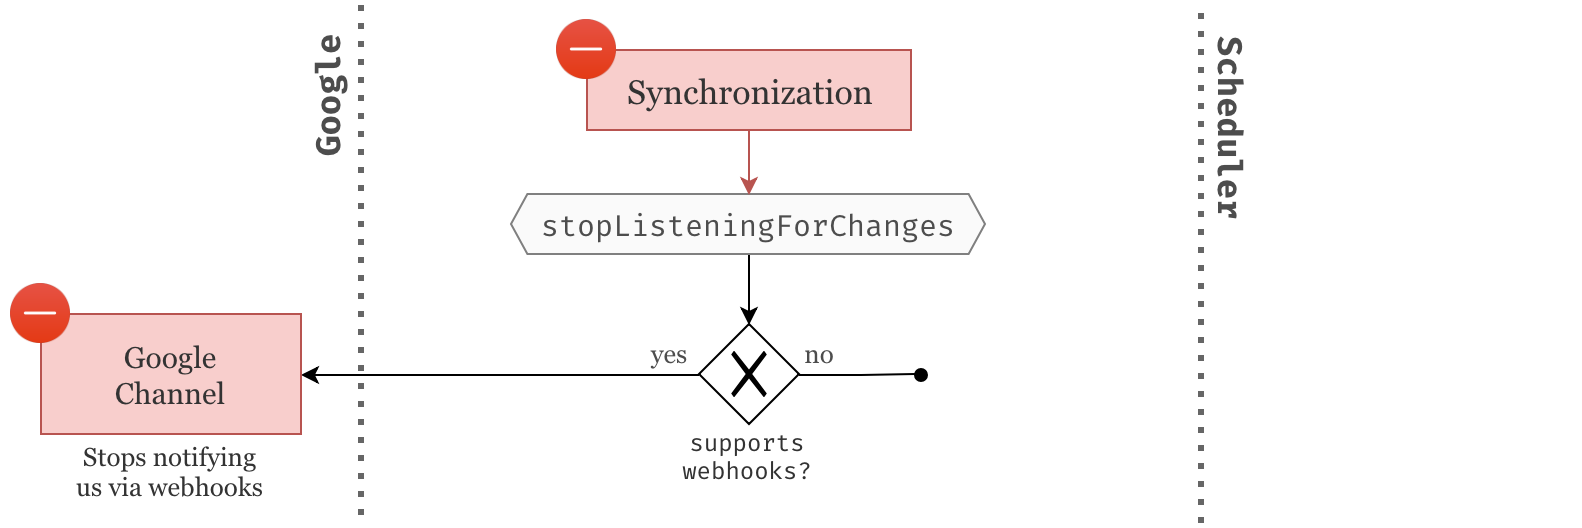 Google
Synchronization
Scheduler
stopListeningForChanges
yes
no
Google
Channel
supports
webhooks?
Stops notifying
us via webhooks